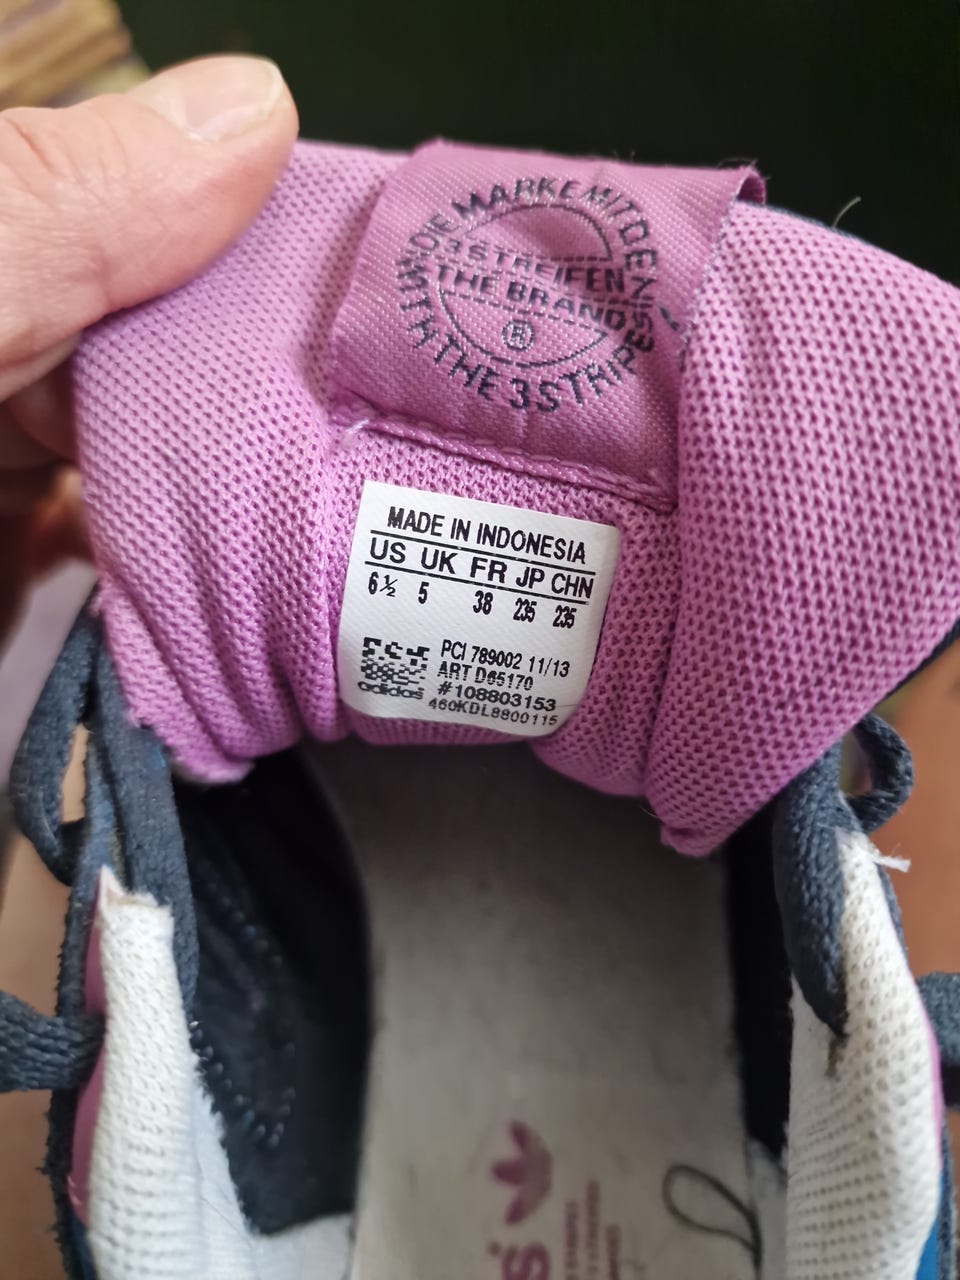 DIE MARKE MIT DEN 3 S
3 STREIFEN
THE BRAND
®
WITH THE 3 STRIPES
MADE IN INDONESIA
US UK FR JP CHN
6½ 5 38 235 235
PCI 789002 11/13
ART D65170
adidas #108803153
460KDL8800115